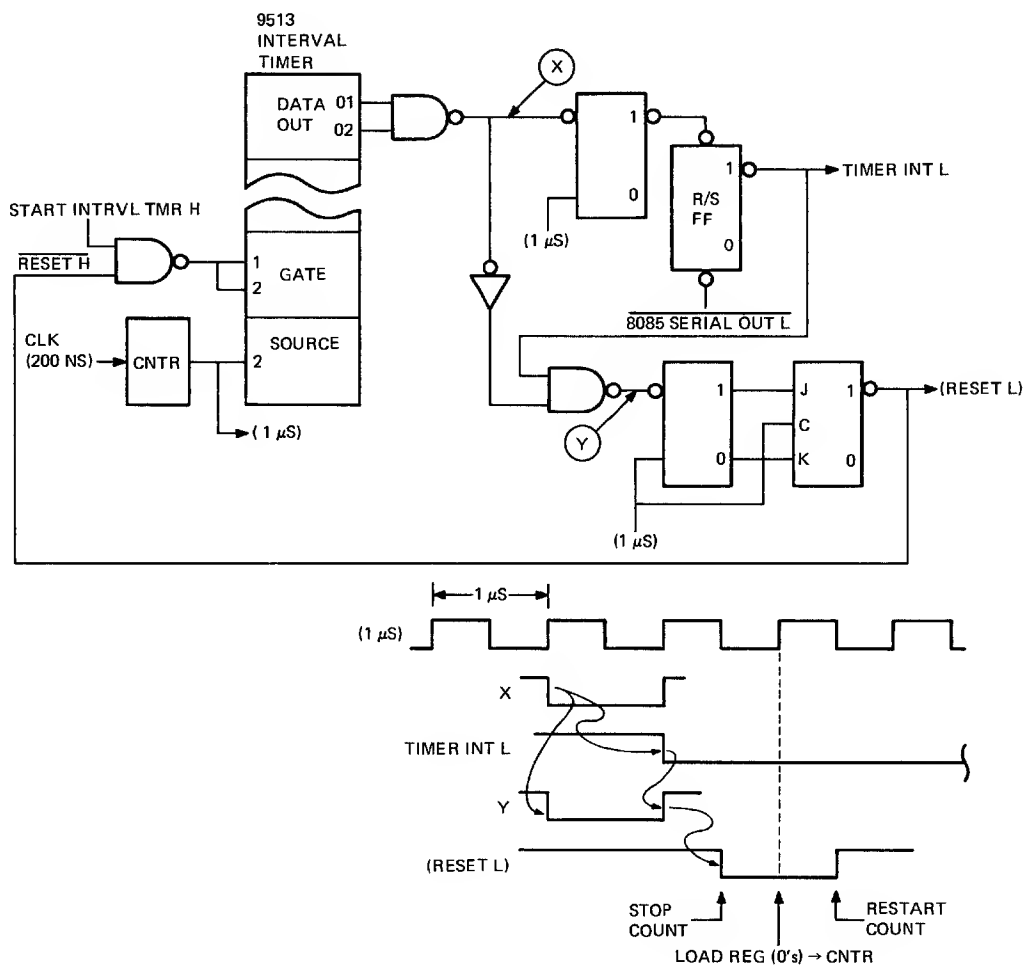 9513
INTERVAL
TIMER
DATA
OUT
01
02
X
1
0
(1 μS)
1
R/S
FF
0
TIMER INT L
8085 SERIAL OUT L
START INTRVL TMR H
RESET H
1
2
GATE
CLK
(200 NS)
CNTR
2
SOURCE
(1 μS)
Y
1
0
(1 μS)
J
C
K
1
0
(RESET L)
1 μS
(1 μS)
X
TIMER INT L
Y
(RESET L)
STOP
COUNT
RESTART
COUNT
LOAD REG (0's) → CNTR